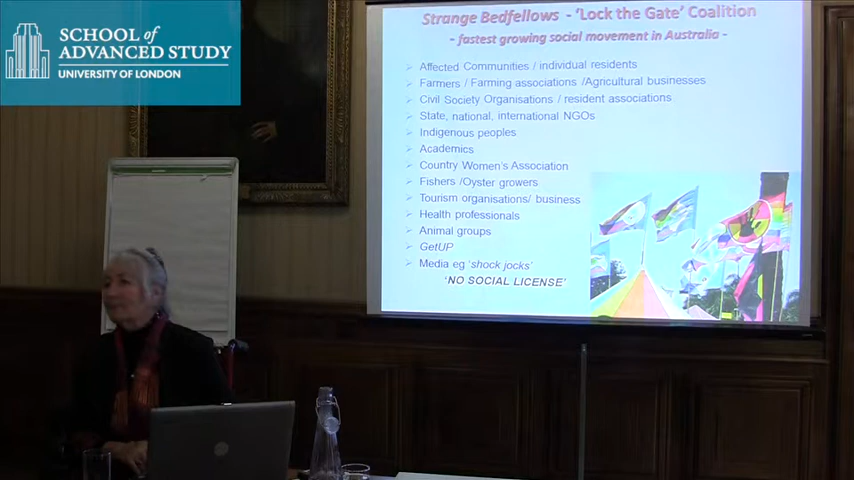 SCHOOL of
ADVANCED STUDY
UNIVERSITY OF LONDON
Strange Bedfellows - 'Lock the Gate' Coalition
- fastest growing social movement in Australia -
Affected Communities / individual residents
Farmers / Farming associations /Agricultural businesses
Civil Society Organisations / resident associations
State, national, international NGOs
Indigenous peoples
Academics
Country Women's Association
Fishers /Oyster growers
Tourism organisations/ business
Health professionals
Animal groups
GetUP
Media eg 'shock jocks'
'NO SOCIAL LICENSE'